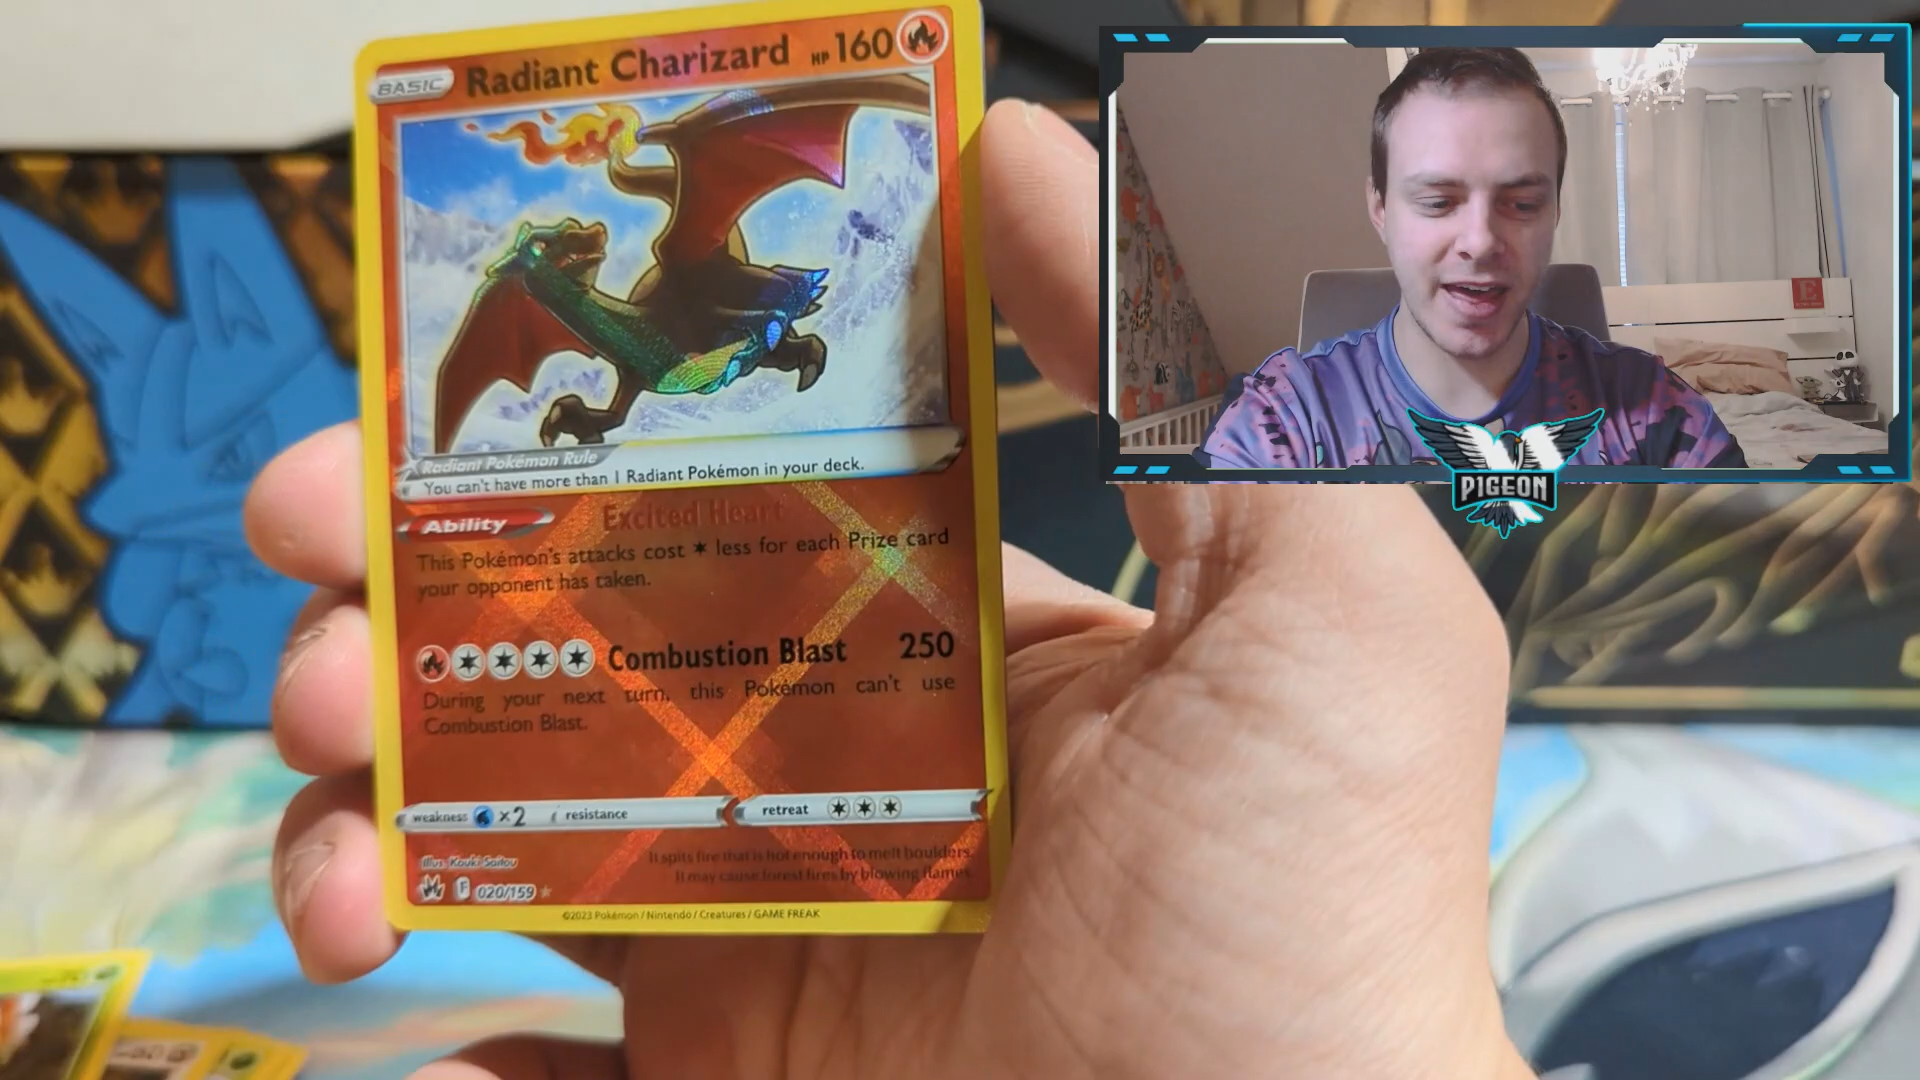 BASIC Radiant Charizard HP 160
Radiant Pokémon Rule
You can't have more than 1 Radiant Pokémon in your deck.
Ability Excited Heart
This Pokémon's attacks cost less for each Prize card
your opponent has taken.
Combustion Blast 250
During your next turn, this Pokémon can't use
Combustion Blast.
weakness ×2 resistance retreat
Illus. Kouki Saitou
It spits fire that is hot enough to melt boulders.
It may cause forest fires by blowing flames.
F 020/159
©2023 Pokémon / Nintendo / Creatures / GAME FREAK
PIGEON
E